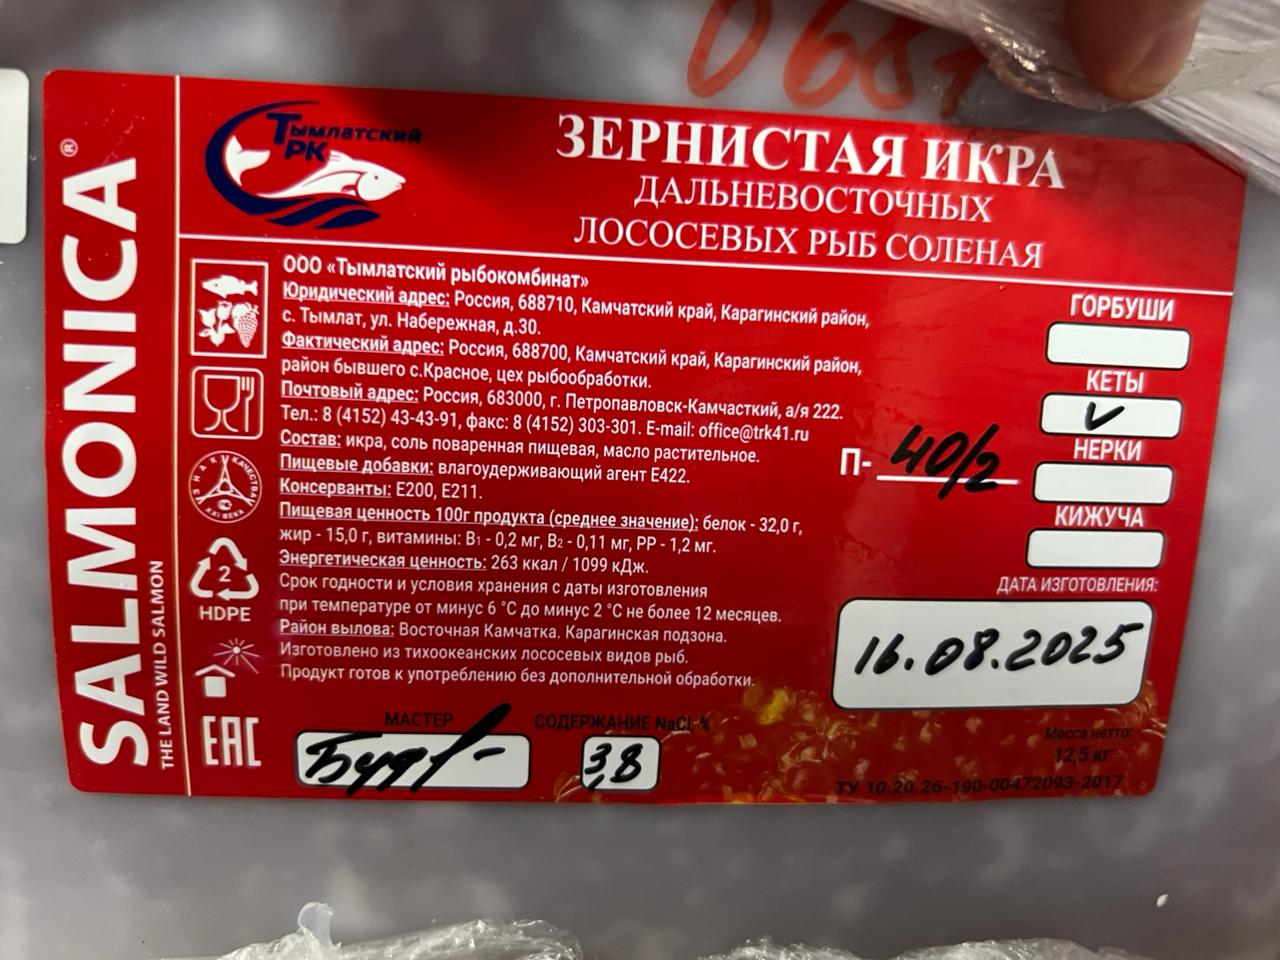 SALMONICA®
THE LAND WILD SALMON
ТЫМЛАТСКИЙ
РК
ЗЕРНИСТАЯ ИКРА
ДАЛЬНЕВОСТОЧНЫХ
ЛОСОСЕВЫХ РЫБ СОЛЕНАЯ
ООО «Тымлатский рыбокомбинат»
Юридический адрес: Россия, 688710, Камчатский край, Карагинский район,
с. Тымлат, ул. Набережная, д.30.
Фактический адрес: Россия, 688700, Камчатский край, Карагинский район,
район бывшего с.Красное, цех рыбообработки.
Почтовый адрес: Россия, 683000, г. Петропавловск-Камчасткий, а/я 222.
Тел.: 8 (4152) 43-43-91, факс: 8 (4152) 303-301. E-mail: office@trk41.ru
Состав: икра, соль поваренная пищевая, масло растительное.
Пищевые добавки: влагоудерживающий агент Е422.
Консерванты: Е200, Е211.
Пищевая ценность 100г продукта (среднее значение): белок - 32,0 г,
жир - 15,0 г, витамины: В1 - 0,2 мг, В2 - 0,11 мг, РР - 1,2 мг.
Энергетическая ценность: 263 ккал / 1099 кДж.
Срок годности и условия хранения с даты изготовления
при температуре от минус 6 °С до минус 2 °С не более 12 месяцев.
Район вылова: Восточная Камчатка. Карагинская подзона.
Изготовлено из тихоокеанских лососевых видов рыб.
Продукт готов к употреблению без дополнительной обработки.
ЗНАК КАЧЕСТВА
XXI ВЕКА
2
HDPE
EAC
ГОРБУШИ
КЕТЫ
✓
НЕРКИ
КИЖУЧА
П- 40/2
ДАТА ИЗГОТОВЛЕНИЯ:
16.08.2025
МАСТЕР
СОДЕРЖАНИЕ NaCl, %
3,8
Масса нетто:
12,5 кг
ТУ 10.20.26-190-00472093-2017